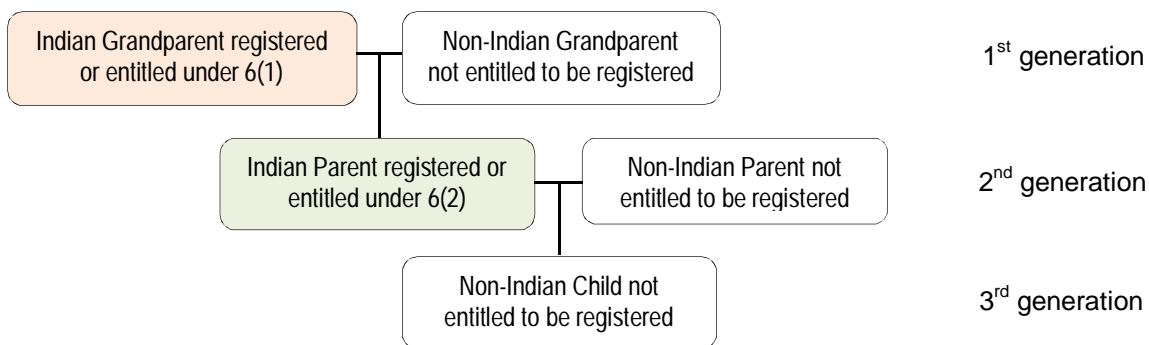 Indian Grandparent registered
or entitled under 6(1)
Non-Indian Grandparent
not entitled to be registered
1st generation
Indian Parent registered or
entitled under 6(2)
Non-Indian Parent not
entitled to be registered
2nd generation
Non-Indian Child not
entitled to be registered
3rd generation